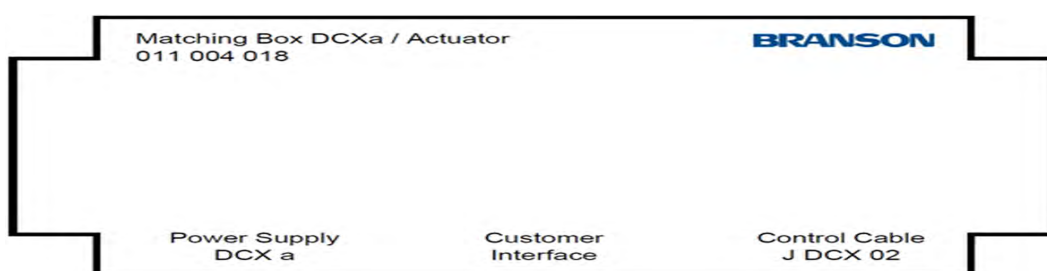 Matching Box DCXa / Actuator
BRANSON
011 004 018
Power Supply
DCX a
Customer
Interface
Control Cable
J DCX 02